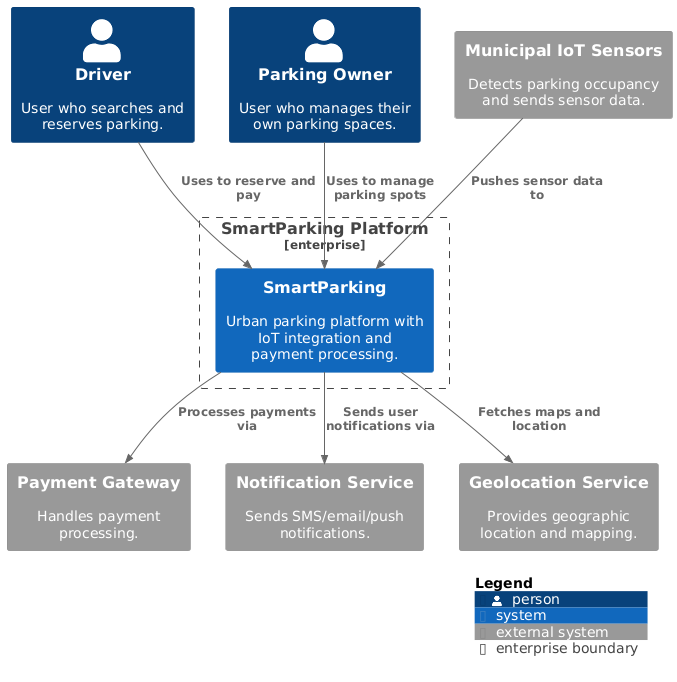 Driver
User who searches and
reserves parking.
Parking Owner
User who manages their
own parking spaces.
Municipal IoT Sensors
Detects parking occupancy
and sends sensor data.
Uses to reserve and
pay
Uses to manage
parking spots
Pushes sensor data
to
SmartParking Platform
[enterprise]
SmartParking
Urban parking platform with
IoT integration and
payment processing.
Processes payments
via
Sends user
notifications via
Fetches maps and
location
Payment Gateway
Handles payment
processing.
Notification Service
Sends SMS/email/push
notifications.
Geolocation Service
Provides geographic
location and mapping.
Legend
person
system
external system
enterprise boundary